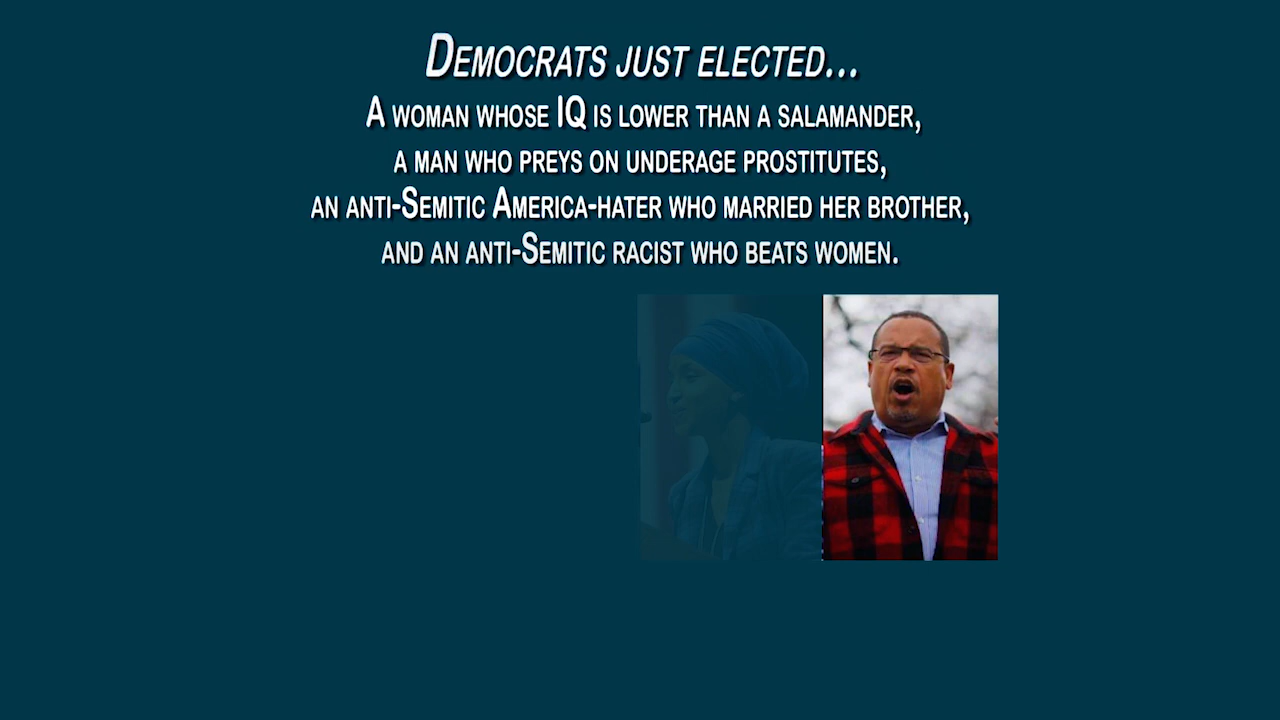 Democrats just elected...
A woman whose IQ is lower than a salamander,
a man who preys on underage prostitutes,
an anti-Semitic America-hater who married her brother,
and an anti-Semitic racist who beats women.